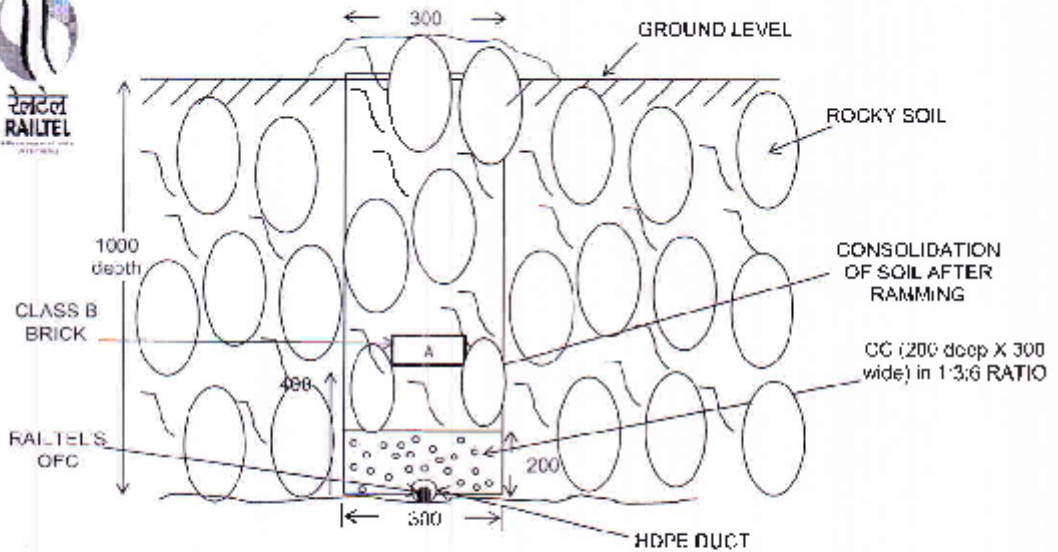 300
GROUND LEVEL
रेलटेल
RAILTEL
ROCKY SOIL
1000
depth
CONSOLIDATION
OF SOIL AFTER
RAMMING
CLASS B
BRICK
A
CC (200 deep X 300
wide) in 1:3:6 RATIO
400
RAILTEL'S
OFC
200
300
HDPE DUCT